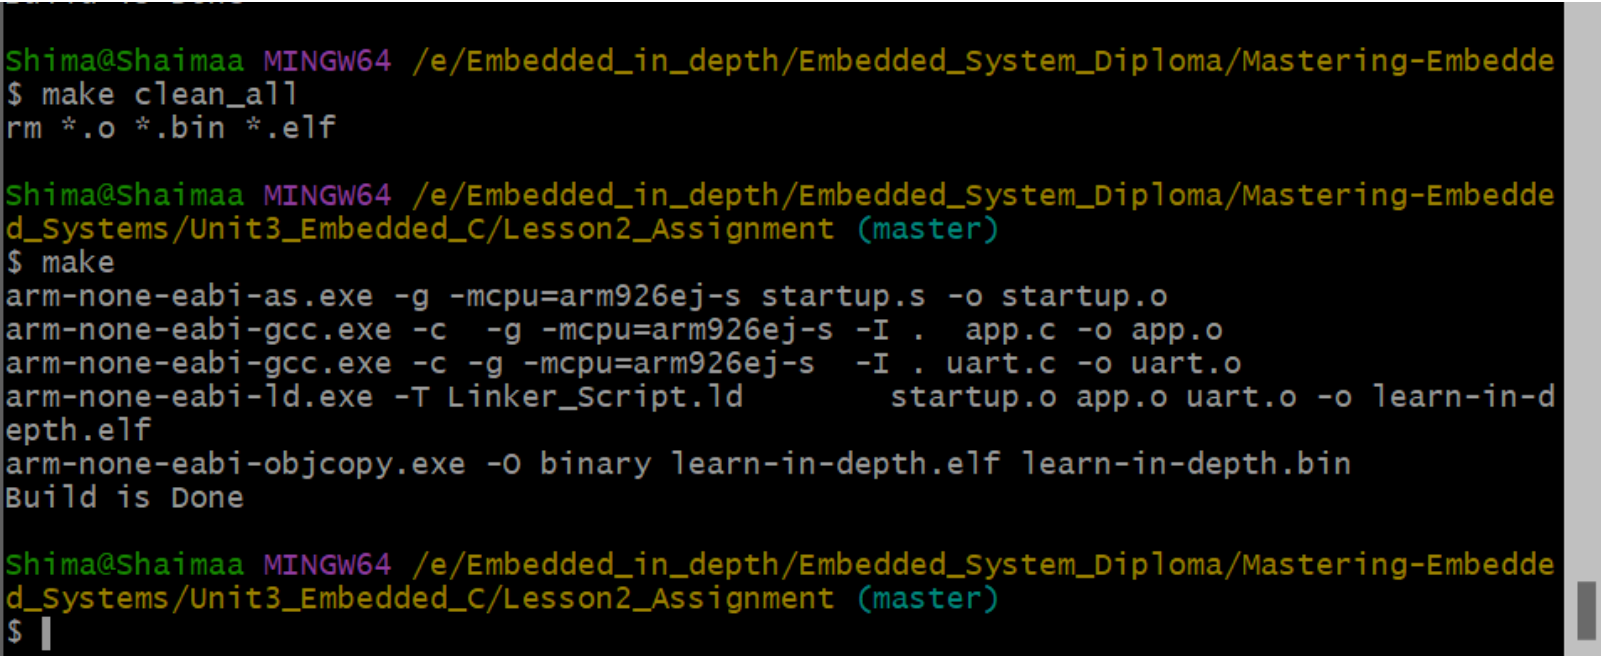 Shima@Shaimaa MINGW64 /e/Embedded_in_depth/Embedded_System_Diploma/Mastering-Embedde
$ make clean_all
rm *.o *.bin *.elf
Shima@Shaimaa MINGW64 /e/Embedded_in_depth/Embedded_System_Diploma/Mastering-Embedde
d_Systems/Unit3_Embedded_C/Lesson2_Assignment (master)
$ make
arm-none-eabi-as.exe -g -mcpu=arm926ej-s startup.s -o startup.o
arm-none-eabi-gcc.exe -c  -g -mcpu=arm926ej-s -I .  app.c -o app.o
arm-none-eabi-gcc.exe -c -g -mcpu=arm926ej-s  -I . uart.c -o uart.o
arm-none-eabi-ld.exe -T Linker_Script.ld        startup.o app.o uart.o -o learn-in-d
epth.elf
arm-none-eabi-objcopy.exe -O binary learn-in-depth.elf learn-in-depth.bin
Build is Done
Shima@Shaimaa MINGW64 /e/Embedded_in_depth/Embedded_System_Diploma/Mastering-Embedde
d_Systems/Unit3_Embedded_C/Lesson2_Assignment (master)
$